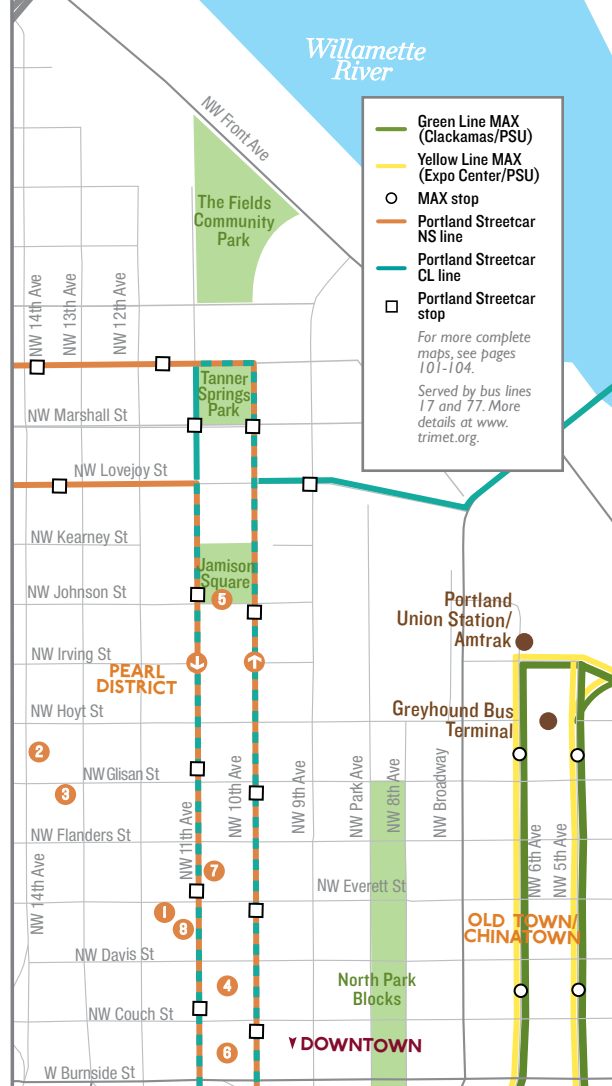 Willamette
River
NW Front Ave
Green Line MAX
(Clackamas/PSU)
Yellow Line MAX
(Expo Center/PSU)
MAX stop
Portland Streetcar
NS line
Portland Streetcar
CL line
Portland Streetcar
stop
For more complete
maps, see pages
101-104.
Served by bus lines
17 and 77. More
details at www.
trimet.org.
The Fields
Community
Park
NW 14th Ave
NW 13th Ave
NW 12th Ave
Tanner
Springs
Park
NW Marshall St
NW Lovejoy St
NW Kearney St
Jamison
Square
NW Johnson St
5
Portland
Union Station/
Amtrak
NW Irving St
PEARL
DISTRICT
NW Hoyt St
Greyhound Bus
Terminal
2
NW Glisan St
3
NW 11th Ave
NW 10th Ave
NW 9th Ave
NW Park Ave
NW 8th Ave
NW Broadway
NW 6th Ave
NW 5th Ave
NW Flanders St
NW 14th Ave
7
NW Everett St
1
8
OLD TOWN/
CHINATOWN
NW Davis St
4
North Park
Blocks
NW Couch St
6
DOWNTOWN
W Burnside St